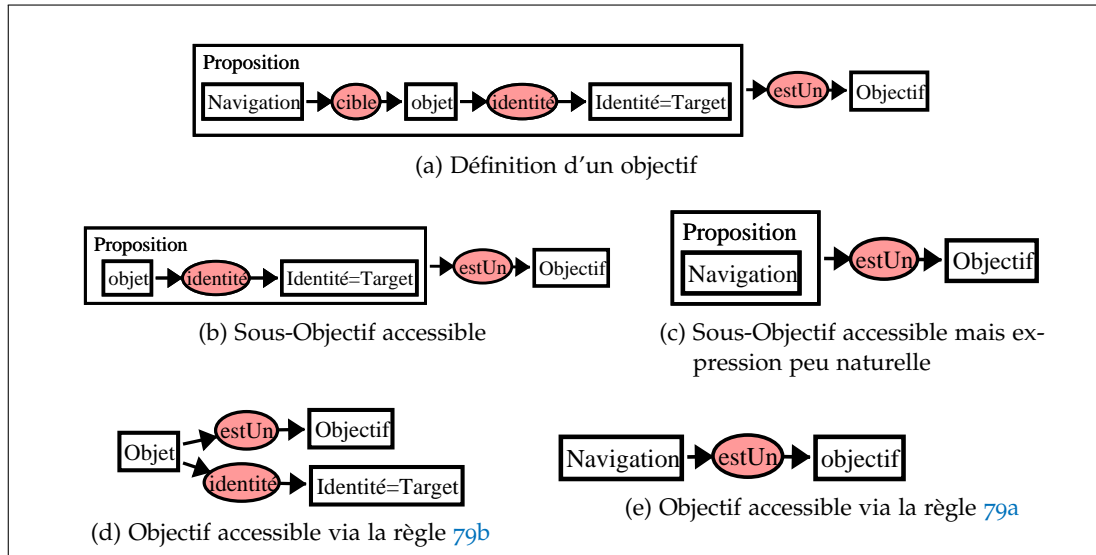 Proposition
Navigation cible objet identité Identité=Target estUn Objectif
(a) Définition d'un objectif
Proposition
objet identité Identité=Target estUn Objectif
(b) Sous-Objectif accessible
Proposition
Navigation estUn Objectif
(c) Sous-Objectif accessible mais ex-
pression peu naturelle
Objet estUn Objectif
identité Identité=Target
(d) Objectif accessible via la règle 79b
Navigation estUn objectif
(e) Objectif accessible via la règle 79a